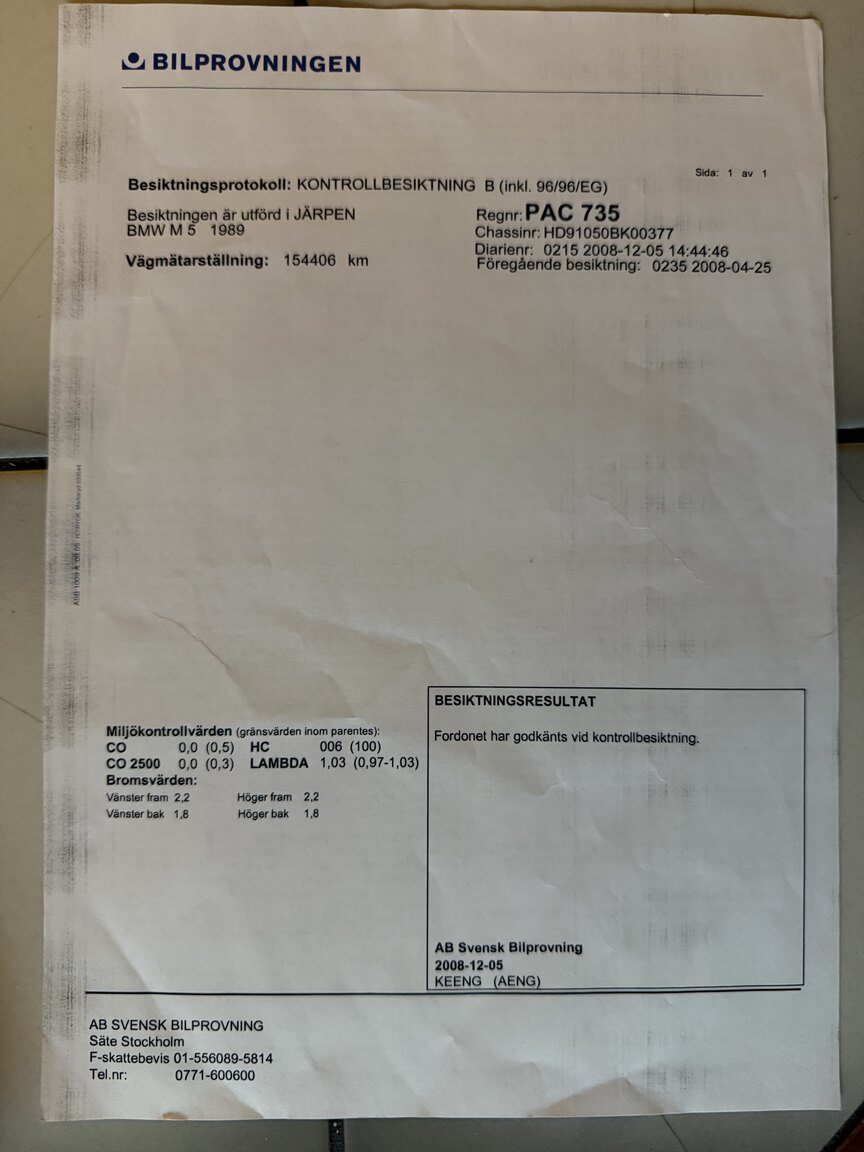 BILPROVNINGEN
Sida: 1 av 1
Besiktningsprotokoll: KONTROLLBESIKTNING B (inkl. 96/96/EG)
Besiktningen är utförd i JÄRPEN
BMW M 5 1989
Vägmätarställning: 154406 km
Regnr: PAC 735
Chassinr: HD91050BK00377
Diarienr: 0215 2008-12-05 14:44:46
Föregående besiktning: 0235 2008-04-25
Miljökontrollvärden (gränsvärden inom parentes):
CO 0,0 (0,5) HC 006 (100)
CO 2500 0,0 (0,3) LAMBDA 1,03 (0,97-1,03)
Bromsvärden:
Vänster fram 2,2 Höger fram 2,2
Vänster bak 1,8 Höger bak 1,8
BESIKTNINGSRESULTAT
Fordonet har godkänts vid kontrollbesiktning.
AB Svensk Bilprovning
2008-12-05
KEENG (AENG)
AB SVENSK BILPROVNING
Säte Stockholm
F-skattebevis 01-556089-5814
Tel.nr: 0771-600600